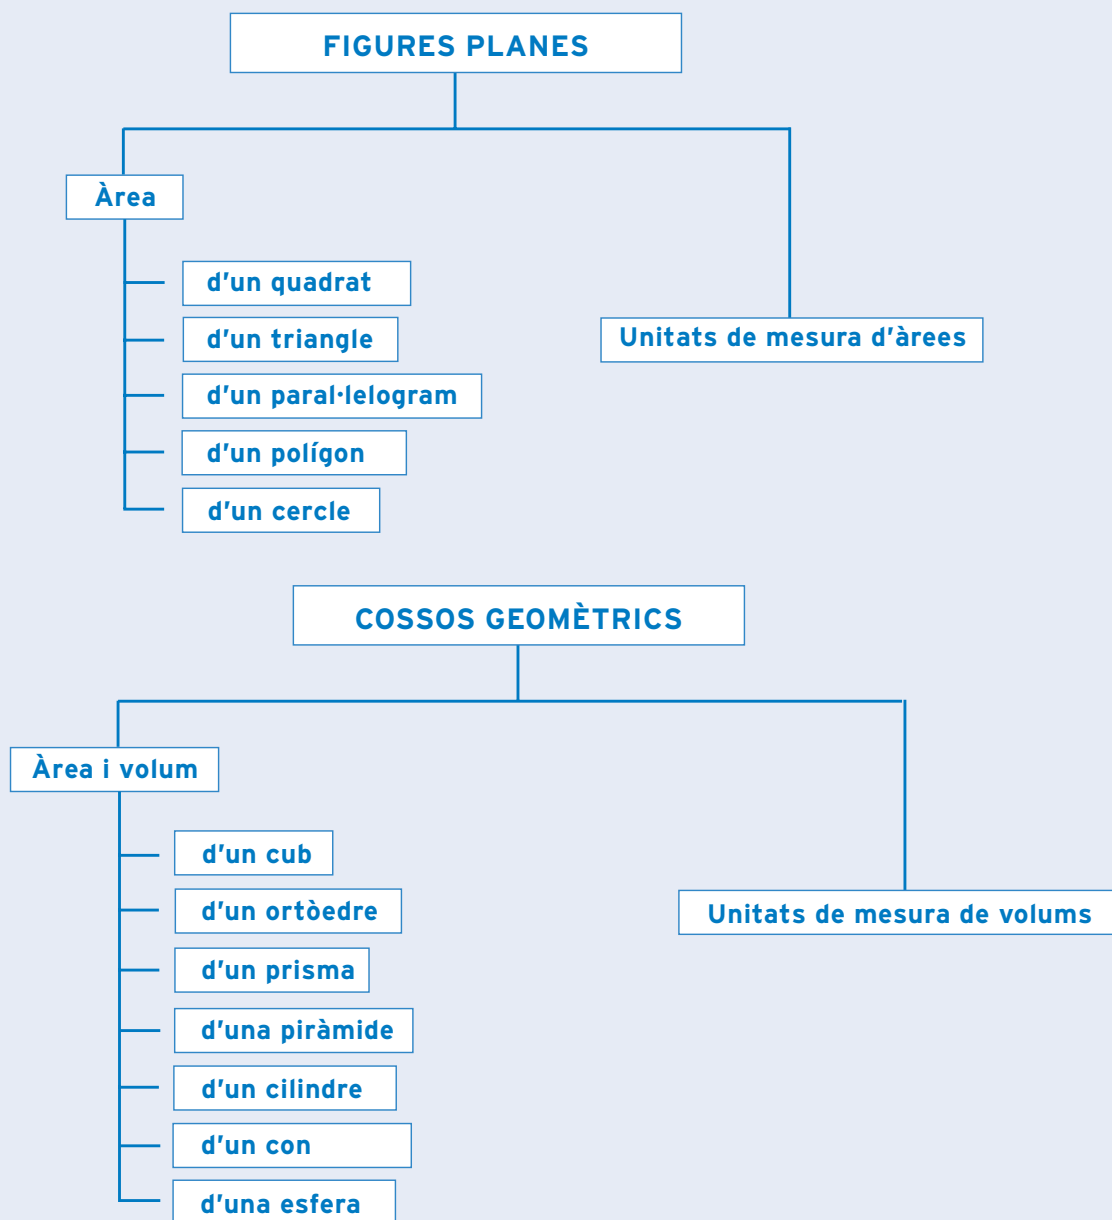 FIGURES PLANES
Àrea
d'un quadrat
d'un triangle
d'un paral·lelogram
d'un polígon
d'un cercle
Unitats de mesura d'àrees
COSSOS GEOMÈTRICS
Àrea i volum
d'un cub
d'un ortòedre
d'un prisma
d'una piràmide
d'un cilindre
d'un con
d'una esfera
Unitats de mesura de volums